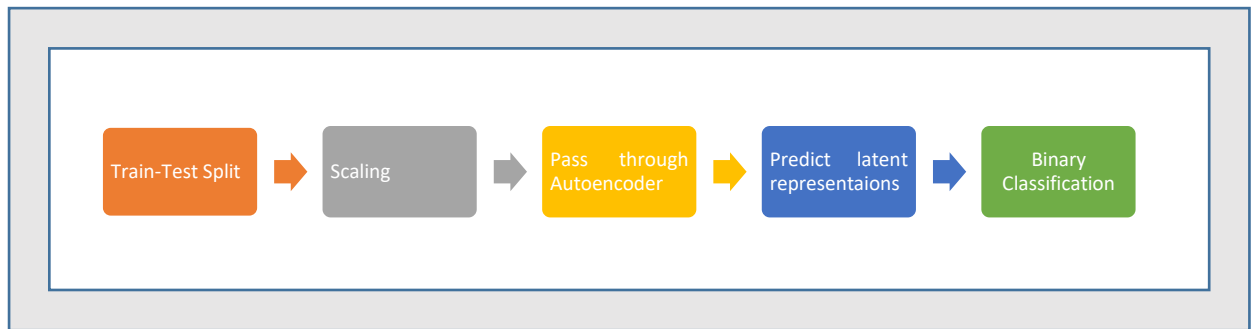 Train-Test Split
Scaling
Pass through
Autoencoder
Predict latent
representaions
Binary
Classification